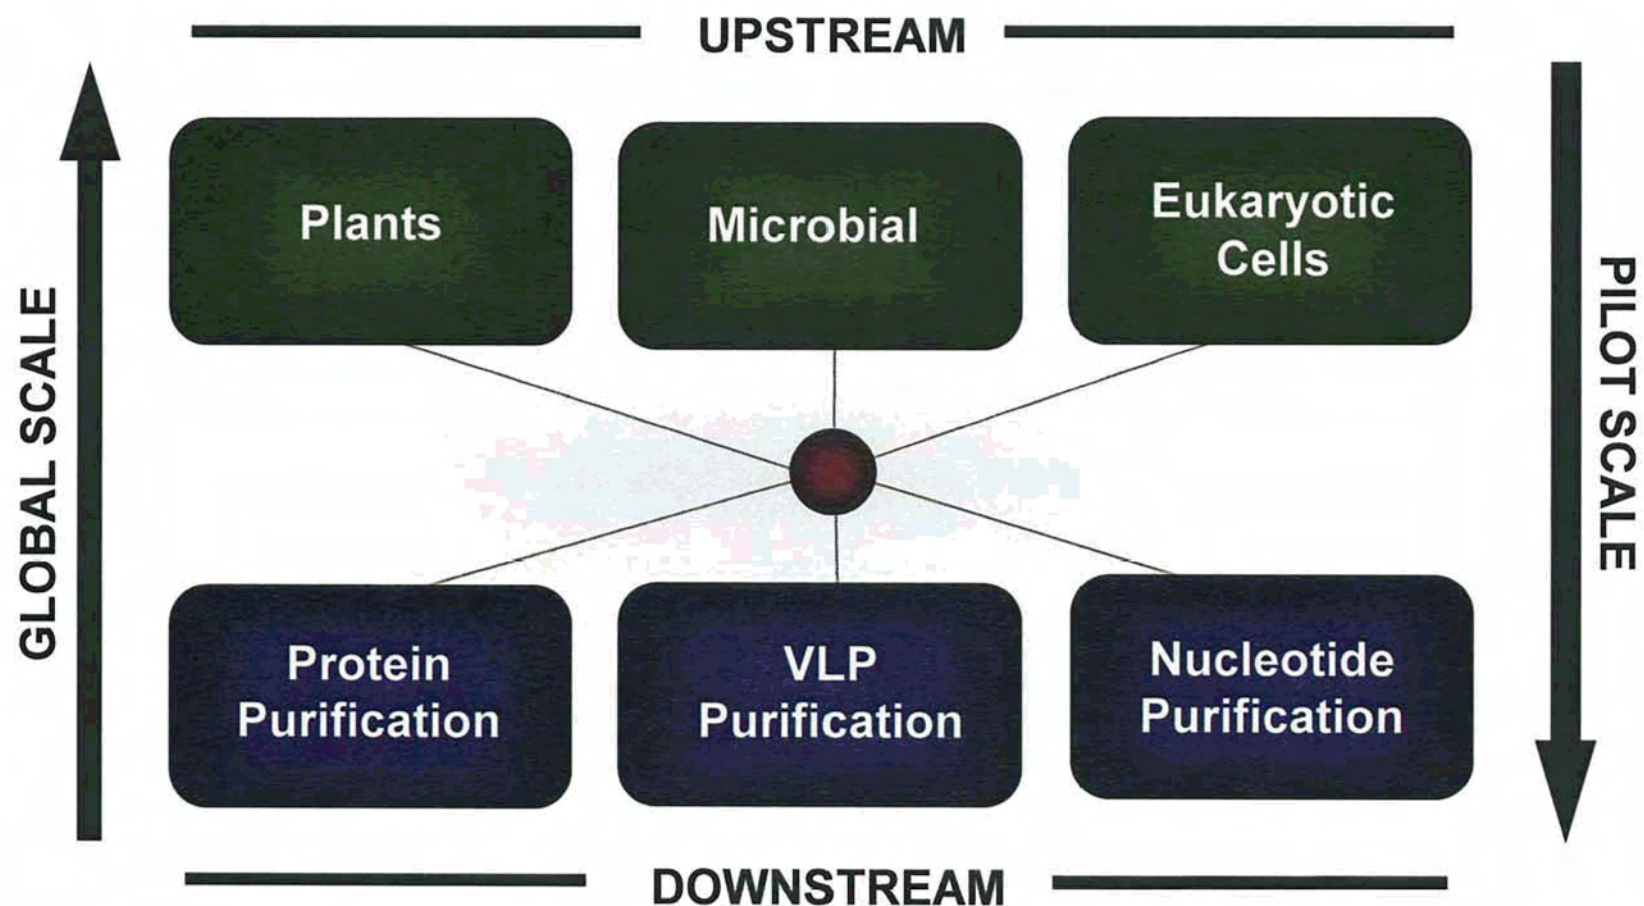 UPSTREAM
Plants
Microbial
Eukaryotic
Cells
GLOBAL SCALE
PILOT SCALE
Protein
Purification
VLP
Purification
Nucleotide
Purification
DOWNSTREAM